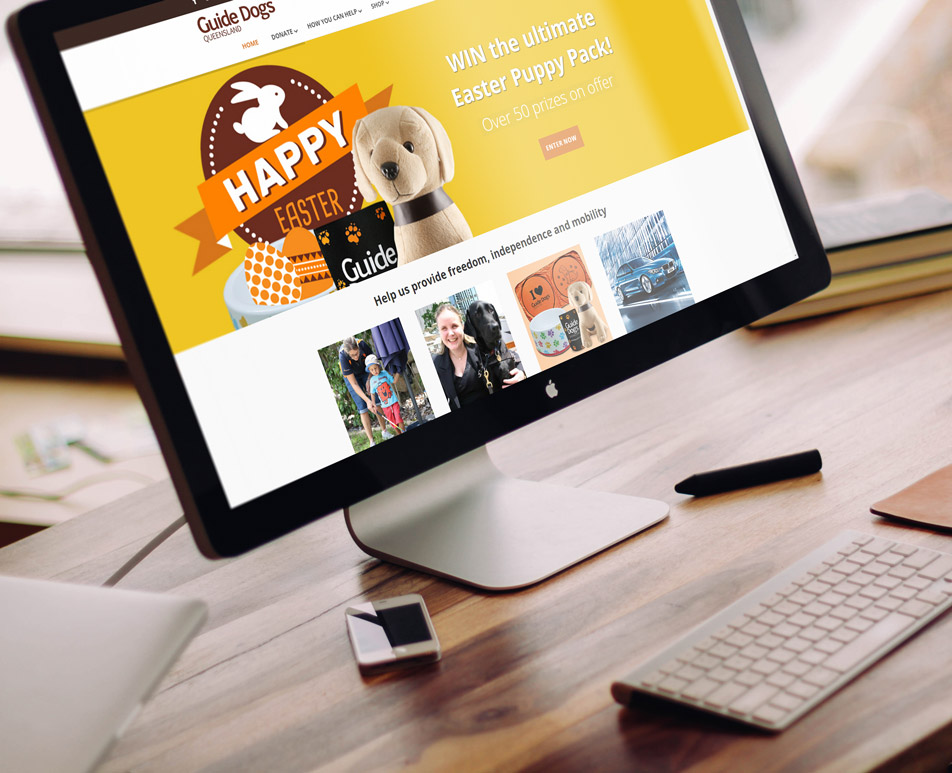 Guide Dogs
QUEENSLAND
HOME DONATE HOW YOU CAN HELP SHOP
HAPPY
EASTER
Guide
WIN the ultimate
Easter Puppy Pack!
Over 50 prizes on offer
ENTER NOW
Help us provide freedom, independence and mobility
I ♥
Guide Dogs
Guide
Dogs